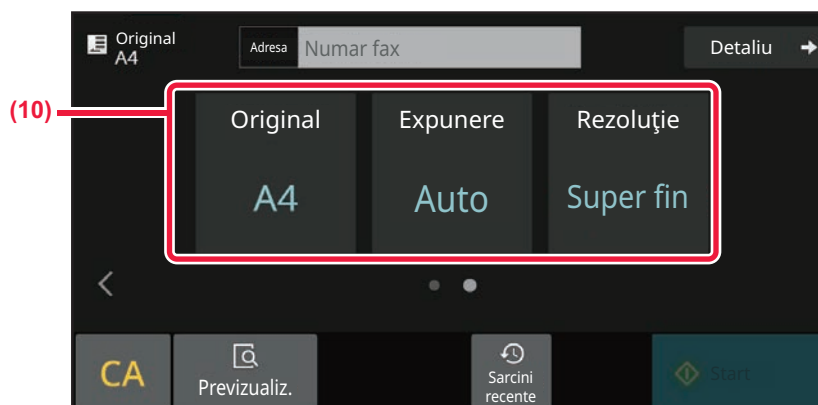 Original
A4
Adresa Numar fax
Detaliu
(10)
Original
Expunere
Rezoluţie
A4
Auto
Super fin
CA
Previzualiz.
Sarcini
recente
Start